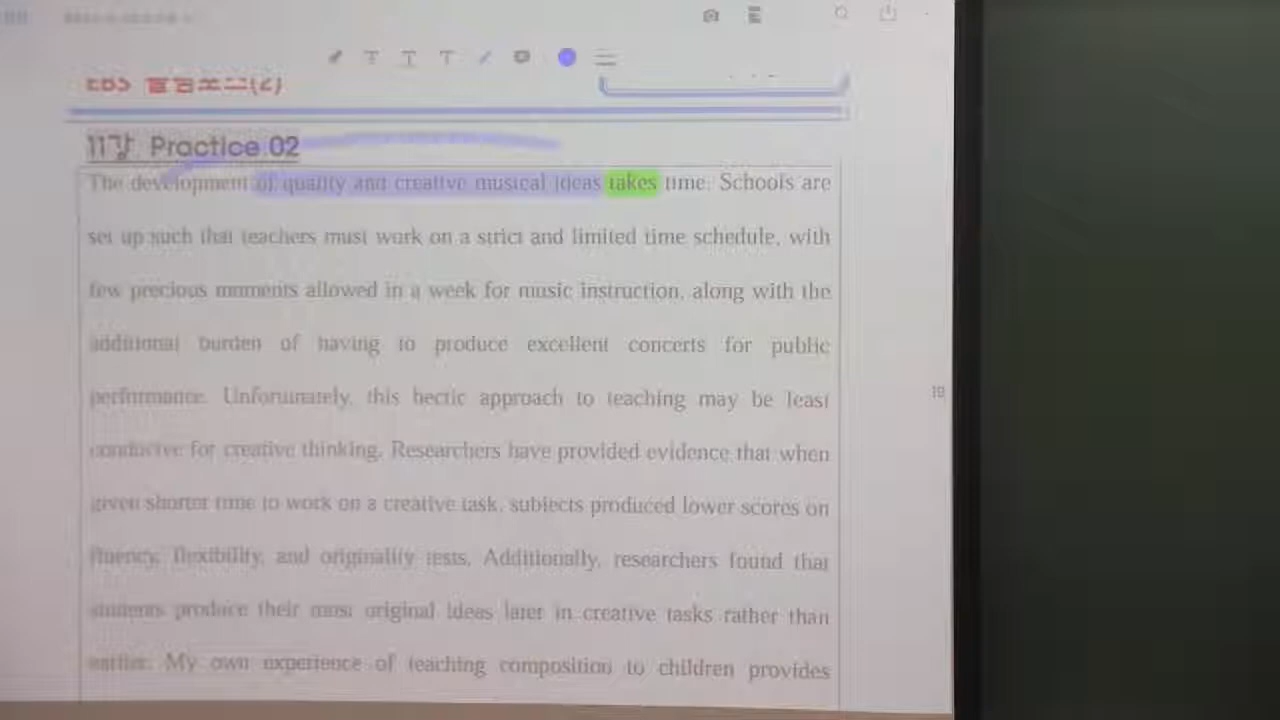 11강 Practice 02
The development of quality and creative musical ideas takes time. Schools are
set up such that teachers must work on a strict and limited time schedule, with
few precious moments allowed in a week for music instruction, along with the
additional burden of having to produce excellent concerts for public
performance. Unfortunately, this hectic approach to teaching may be least
conducive for creative thinking. Researchers have provided evidence that when
given shorter time to work on a creative task, subjects produced lower scores on
fluency, flexibility, and originality tests. Additionally, researchers found that
students produce their most original ideas later in creative tasks rather than
earlier. My own experience of teaching composition to children provides
19